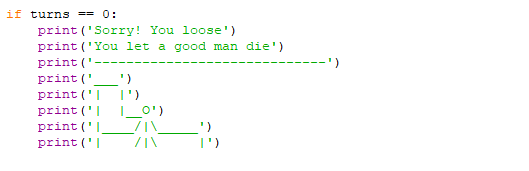 if turns == 0:
    print('Sorry! You loose')
    print('You let a good man die')
    print('-----------------------------')
    print('___')
    print('|  |')
    print('|  |__O')
    print('|____/|\_____')
    print('|    /|\     |')